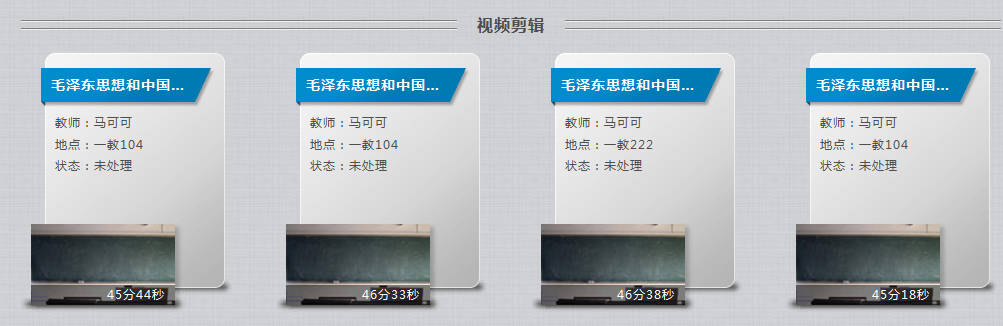 视频剪辑
毛泽东思想和中国...
教师：马可可
地点：一教104
状态：未处理
45分44秒
毛泽东思想和中国...
教师：马可可
地点：一教104
状态：未处理
46分33秒
毛泽东思想和中国...
教师：马可可
地点：一教222
状态：未处理
46分38秒
毛泽东思想和中国...
教师：马可可
地点：一教104
状态：未处理
45分18秒